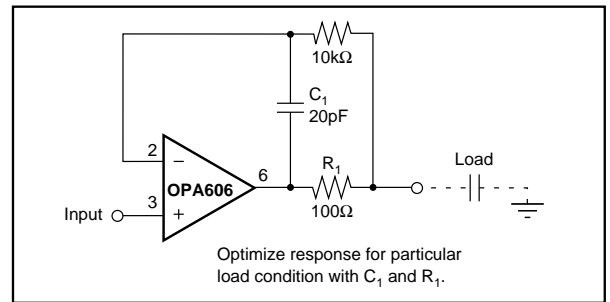 10kΩ
C₁
20pF
2
–
OPA606
6
R₁
100Ω
Load
Input
3
+
Optimize response for particular
load condition with C₁ and R₁.